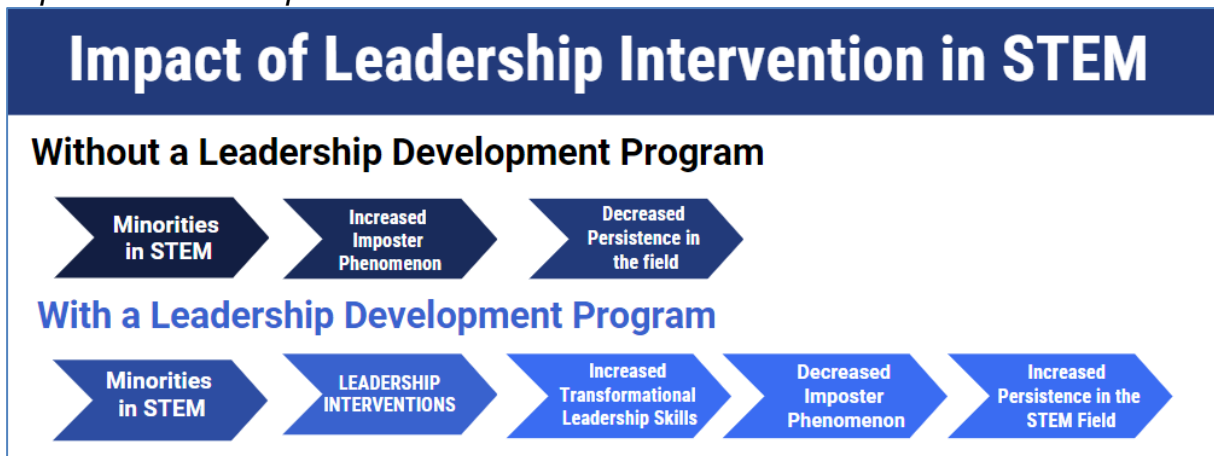 Impact of Leadership Intervention in STEM
Without a Leadership Development Program
Minorities
in STEM
Increased
Imposter
Phenomenon
Decreased
Persistence in
the field
With a Leadership Development Program
Minorities
in STEM
LEADERSHIP
INTERVENTIONS
Increased
Transformational
Leadership Skills
Decreased
Imposter
Phenomenon
Increased
Persistence in the
STEM Field